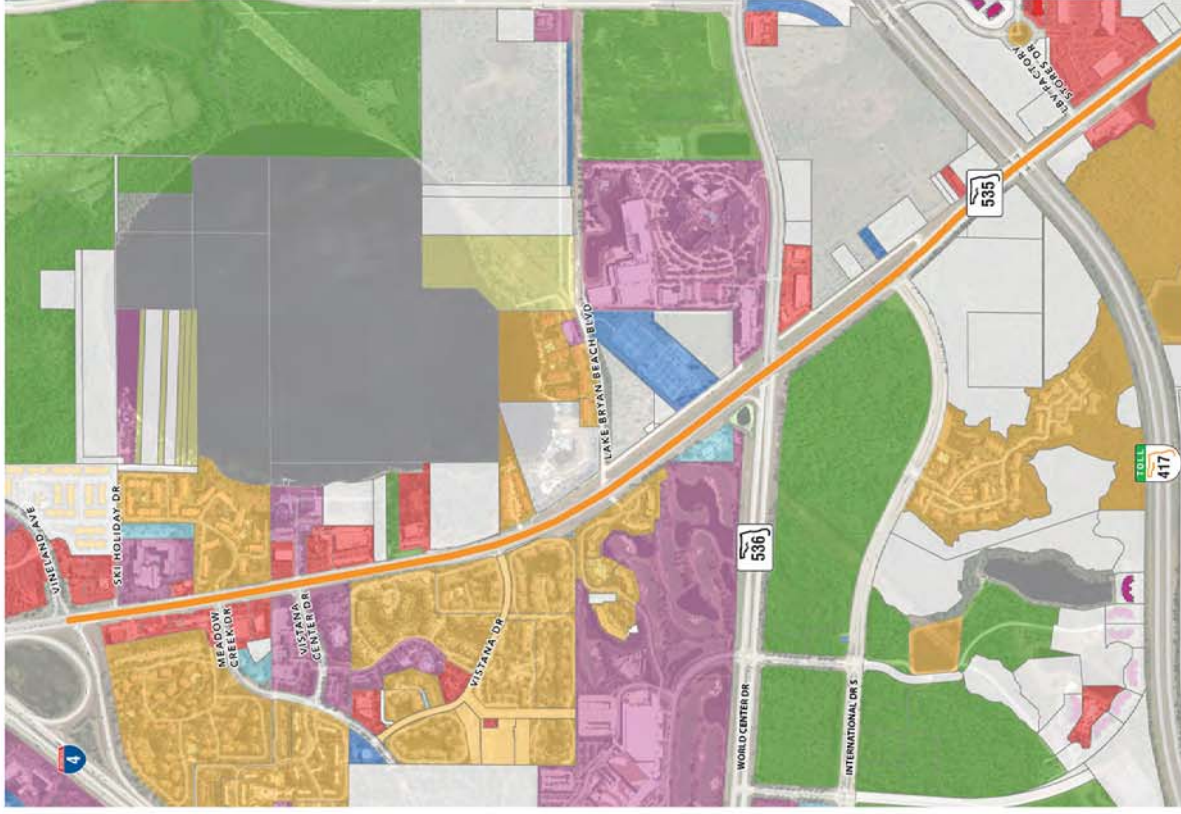 VINELAND AVE
SKI HOLIDAY DR
4
MEADOW
CREEK DR
VISTANA
CENTER DR
VISTANA DR
LAKE BRYAN BEACH BLVD
536
WORLD CENTER DR
INTERNATIONAL DR S
535
LBV FACTORY
STORES DR
TOLL
417